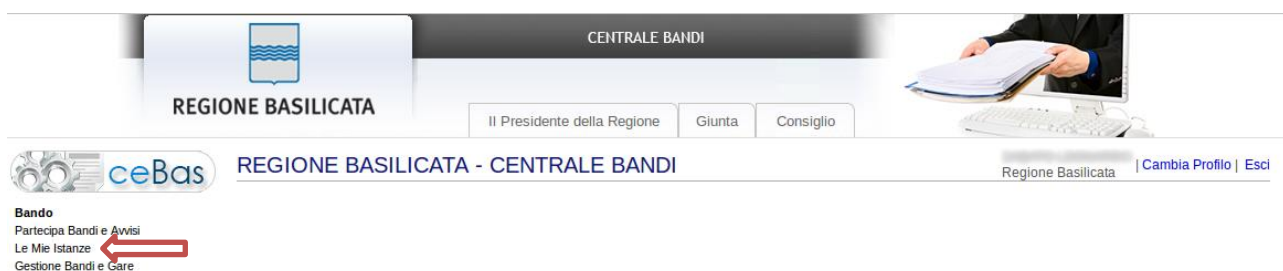 CENTRALE BANDI
REGIONE BASILICATA
Il Presidente della Regione
Giunta
Consiglio
ceBas
REGIONE BASILICATA - CENTRALE BANDI
Regione Basilicata
| Cambia Profilo | Esci
Bando
Partecipa Bandi e Avvisi
Le Mie Istanze
Gestione Bandi e Gare